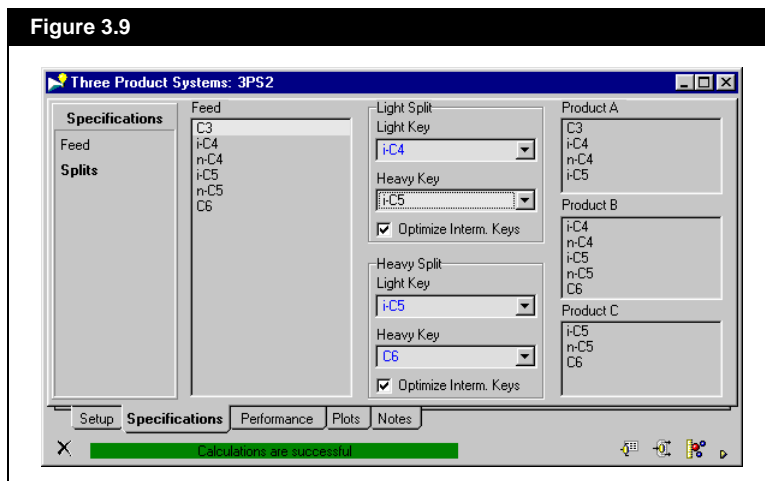 Figure 3.9
Three Product Systems: 3PS2
Specifications
Feed
Splits
Feed
C3
i-C4
n-C4
i-C5
n-C5
C6
Light Split
Light Key
i-C4
Heavy Key
i-C5
Optimize Interm. Keys
Heavy Split
Light Key
i-C5
Heavy Key
C6
Optimize Interm. Keys
Product A
C3
i-C4
n-C4
i-C5
Product B
i-C4
n-C4
i-C5
n-C5
C6
Product C
i-C5
n-C5
C6
Setup Specifications Performance Plots Notes
Calculations are successful